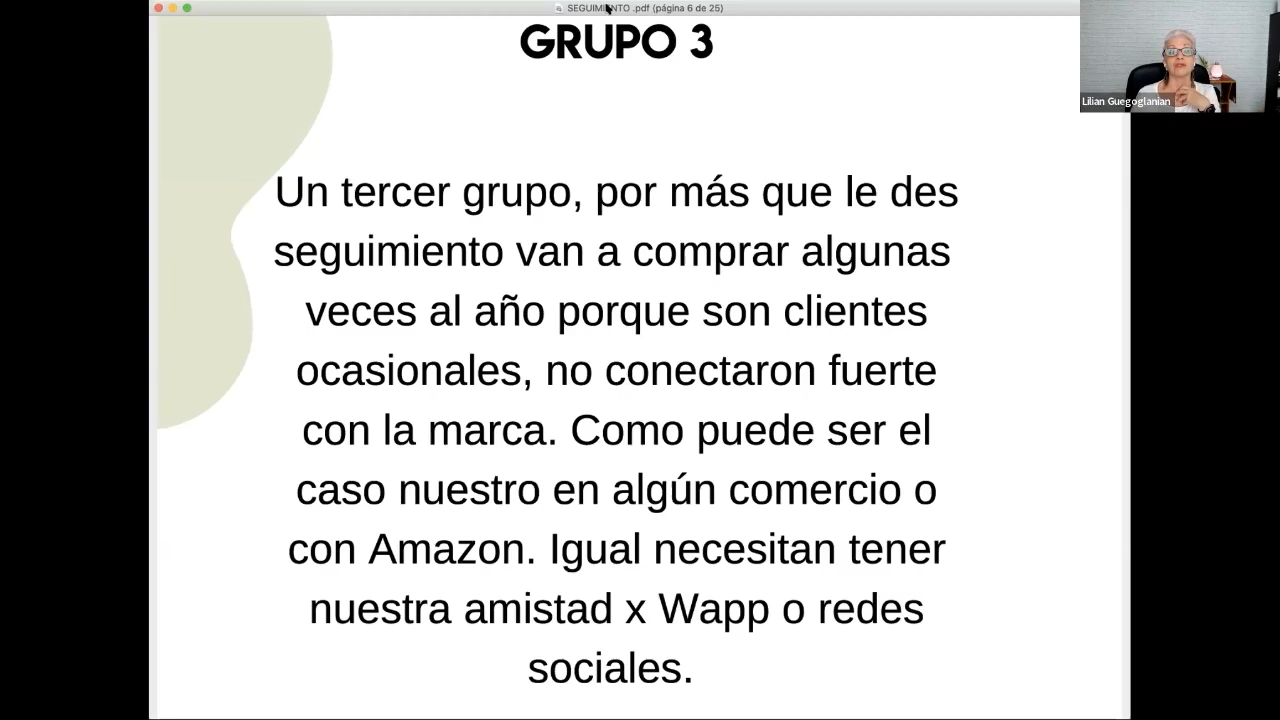 SEGUIMIENTO .pdf (página 6 de 25)
GRUPO 3
Lilian Guegoglanian
Un tercer grupo, por más que le des
seguimiento van a comprar algunas
veces al año porque son clientes
ocasionales, no conectaron fuerte
con la marca. Como puede ser el
caso nuestro en algún comercio o
con Amazon. Igual necesitan tener
nuestra amistad x Wapp o redes
sociales.